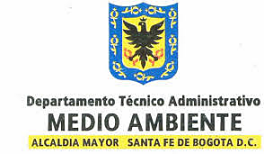 Departamento Técnico Administrativo
MEDIO AMBIENTE
ALCALDIA MAYOR SANTA FE DE BOGOTA D.C.